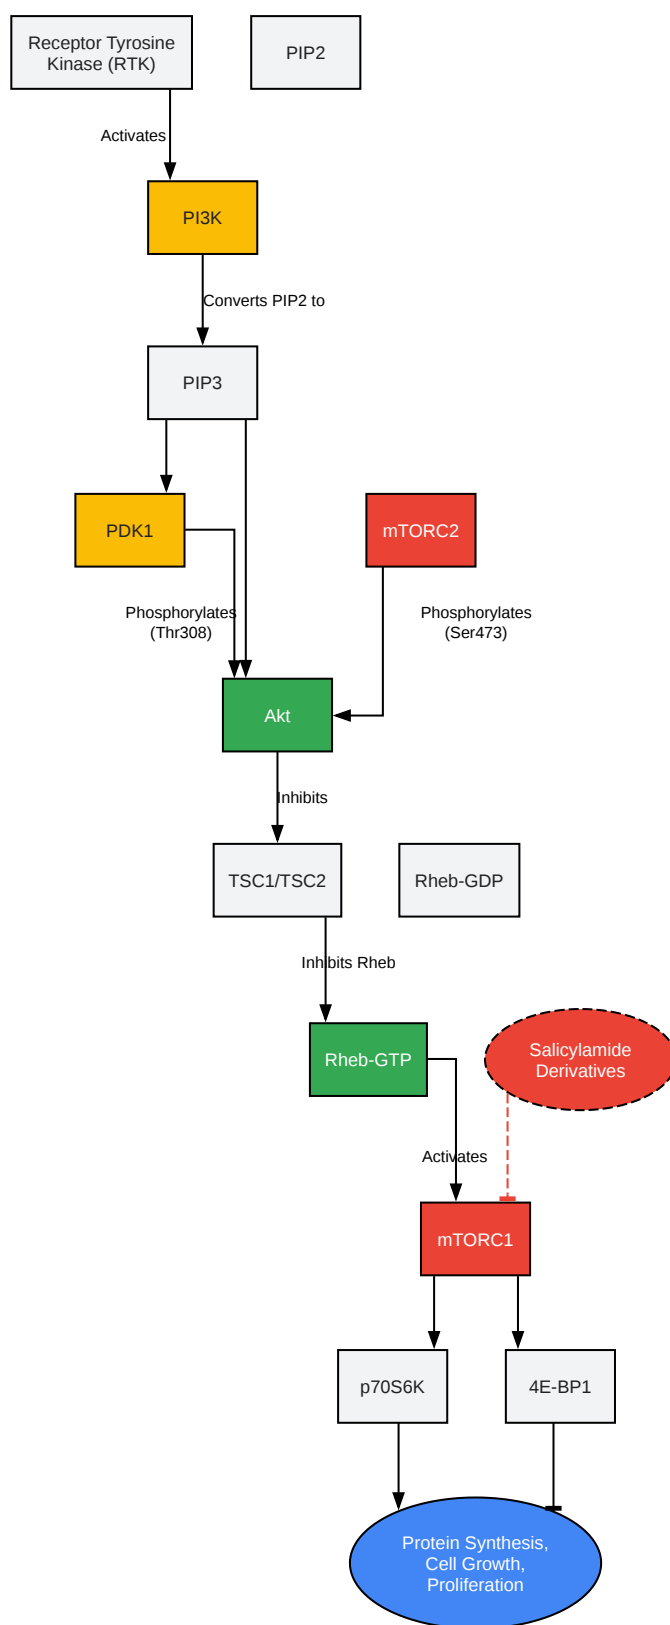 Receptor Tyrosine
Kinase (RTK)
PIP2
Activates
PI3K
Converts PIP2 to
PIP3
PDK1
mTORC2
Phosphorylates
(Thr308)
Phosphorylates
(Ser473)
Akt
Inhibits
TSC1/TSC2
Rheb-GDP
Inhibits Rheb
Rheb-GTP
Salicylamide
Derivatives
Activates
mTORC1
p70S6K
4E-BP1
Protein Synthesis,
Cell Growth,
Proliferation